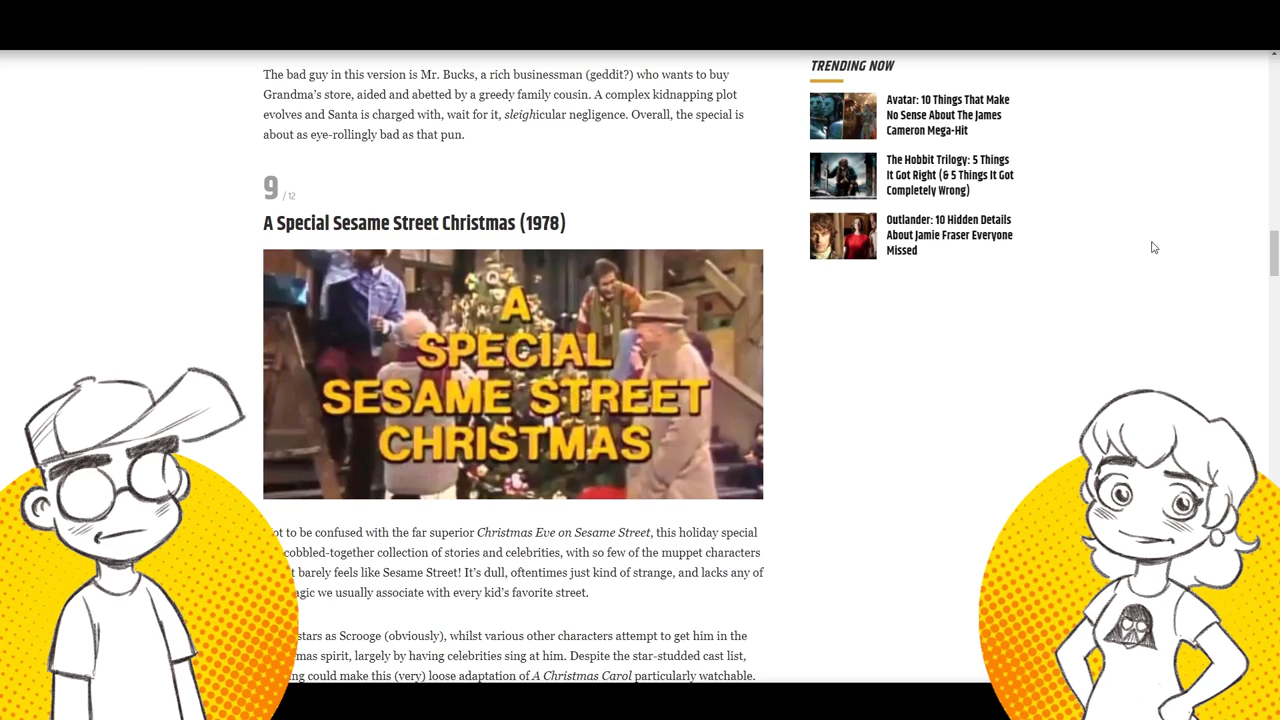 The bad guy in this version is Mr. Bucks, a rich businessman (geddit?) who wants to buy
Grandma's store, aided and abetted by a greedy family cousin. A complex kidnapping plot
evolves and Santa is charged with, wait for it, sleighicular negligence. Overall, the special is
about as eye-rollingly bad as that pun.
9 / 12
A Special Sesame Street Christmas (1978)
A
SPECIAL
SESAME STREET
CHRISTMAS
to be confused with the far superior Christmas Eve on Sesame Street, this holiday special
cobbled-together collection of stories and celebrities, with so few of the muppet characters
barely feels like Sesame Street! It's dull, oftentimes just kind of strange, and lacks any of
we usually associate with every kid's favorite street.
stars as Scrooge (obviously), whilst various other characters attempt to get him in the
spirit, largely by having celebrities sing at him. Despite the star-studded cast list,
could make this (very) loose adaptation of A Christmas Carol particularly watchable.
TRENDING NOW
Avatar: 10 Things That Make
No Sense About The James
Cameron Mega-Hit
The Hobbit Trilogy: 5 Things
It Got Right (& 5 Things It Got
Completely Wrong)
Outlander: 10 Hidden Details
About Jamie Fraser Everyone
Missed